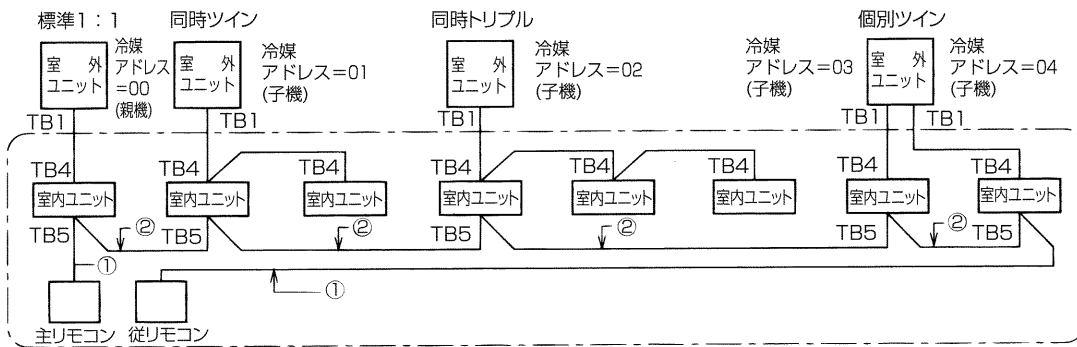 標準1：1
同時ツイン
同時トリプル
個別ツイン
室 外
ユニット
冷媒
アドレス
=00
(親機)
室 外
ユニット
冷媒
アドレス=01
(子機)
室 外
ユニット
冷媒
アドレス=02
(子機)
冷媒
アドレス=03
(子機)
室 外
ユニット
冷媒
アドレス=04
(子機)
TB1
TB1
TB1
TB1
TB1
TB4
TB4
TB4
TB4
TB4
室内ユニット
室内ユニット
室内ユニット
室内ユニット
室内ユニット
室内ユニット
室内ユニット
室内ユニット
TB5
②
TB5
②
TB5
②
TB5
②
TB5
①
①
主リモコン
従リモコン